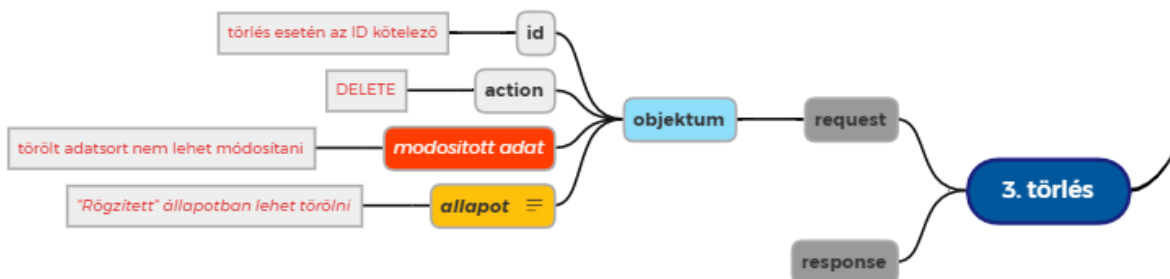 törlés esetén az ID kötelező
id
DELETE
action
objektum
request
törölt adatsort nem lehet módosítani
modositott adat
3. törlés
"Rögzített" állapotban lehet törölni
allapot
response